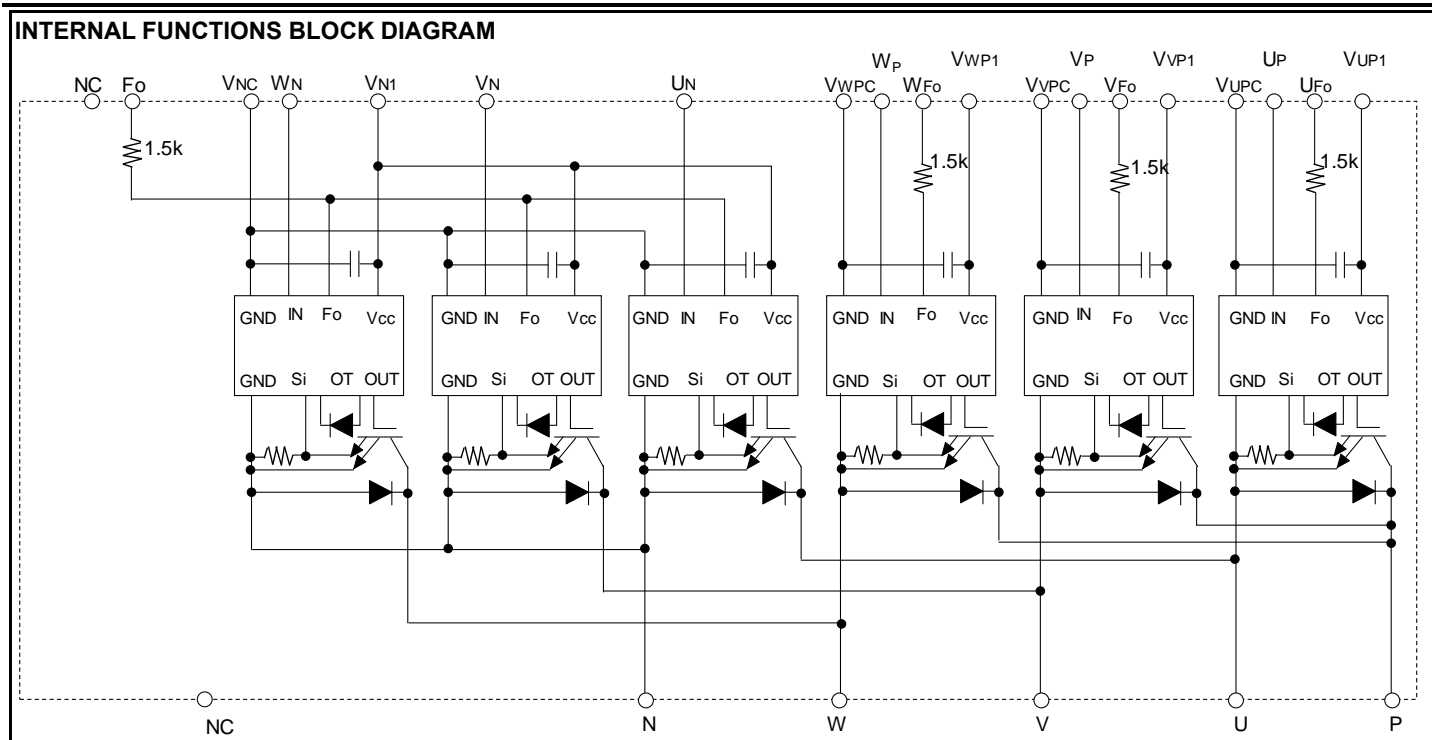 INTERNAL FUNCTIONS BLOCK DIAGRAM
NC Fo VNC WN VN1 VN UN VWPC WP WFo VWP1 VVPC VP VFo VVP1 VUPC UP UFo VUP1
1.5k 1.5k 1.5k 1.5k
GND IN Fo Vcc GND IN Fo Vcc GND IN Fo Vcc GND IN Fo Vcc GND IN Fo Vcc GND IN Fo Vcc
GND Si OT OUT GND Si OT OUT GND Si OT OUT GND Si OT OUT GND Si OT OUT GND Si OT OUT
NC N W V U P